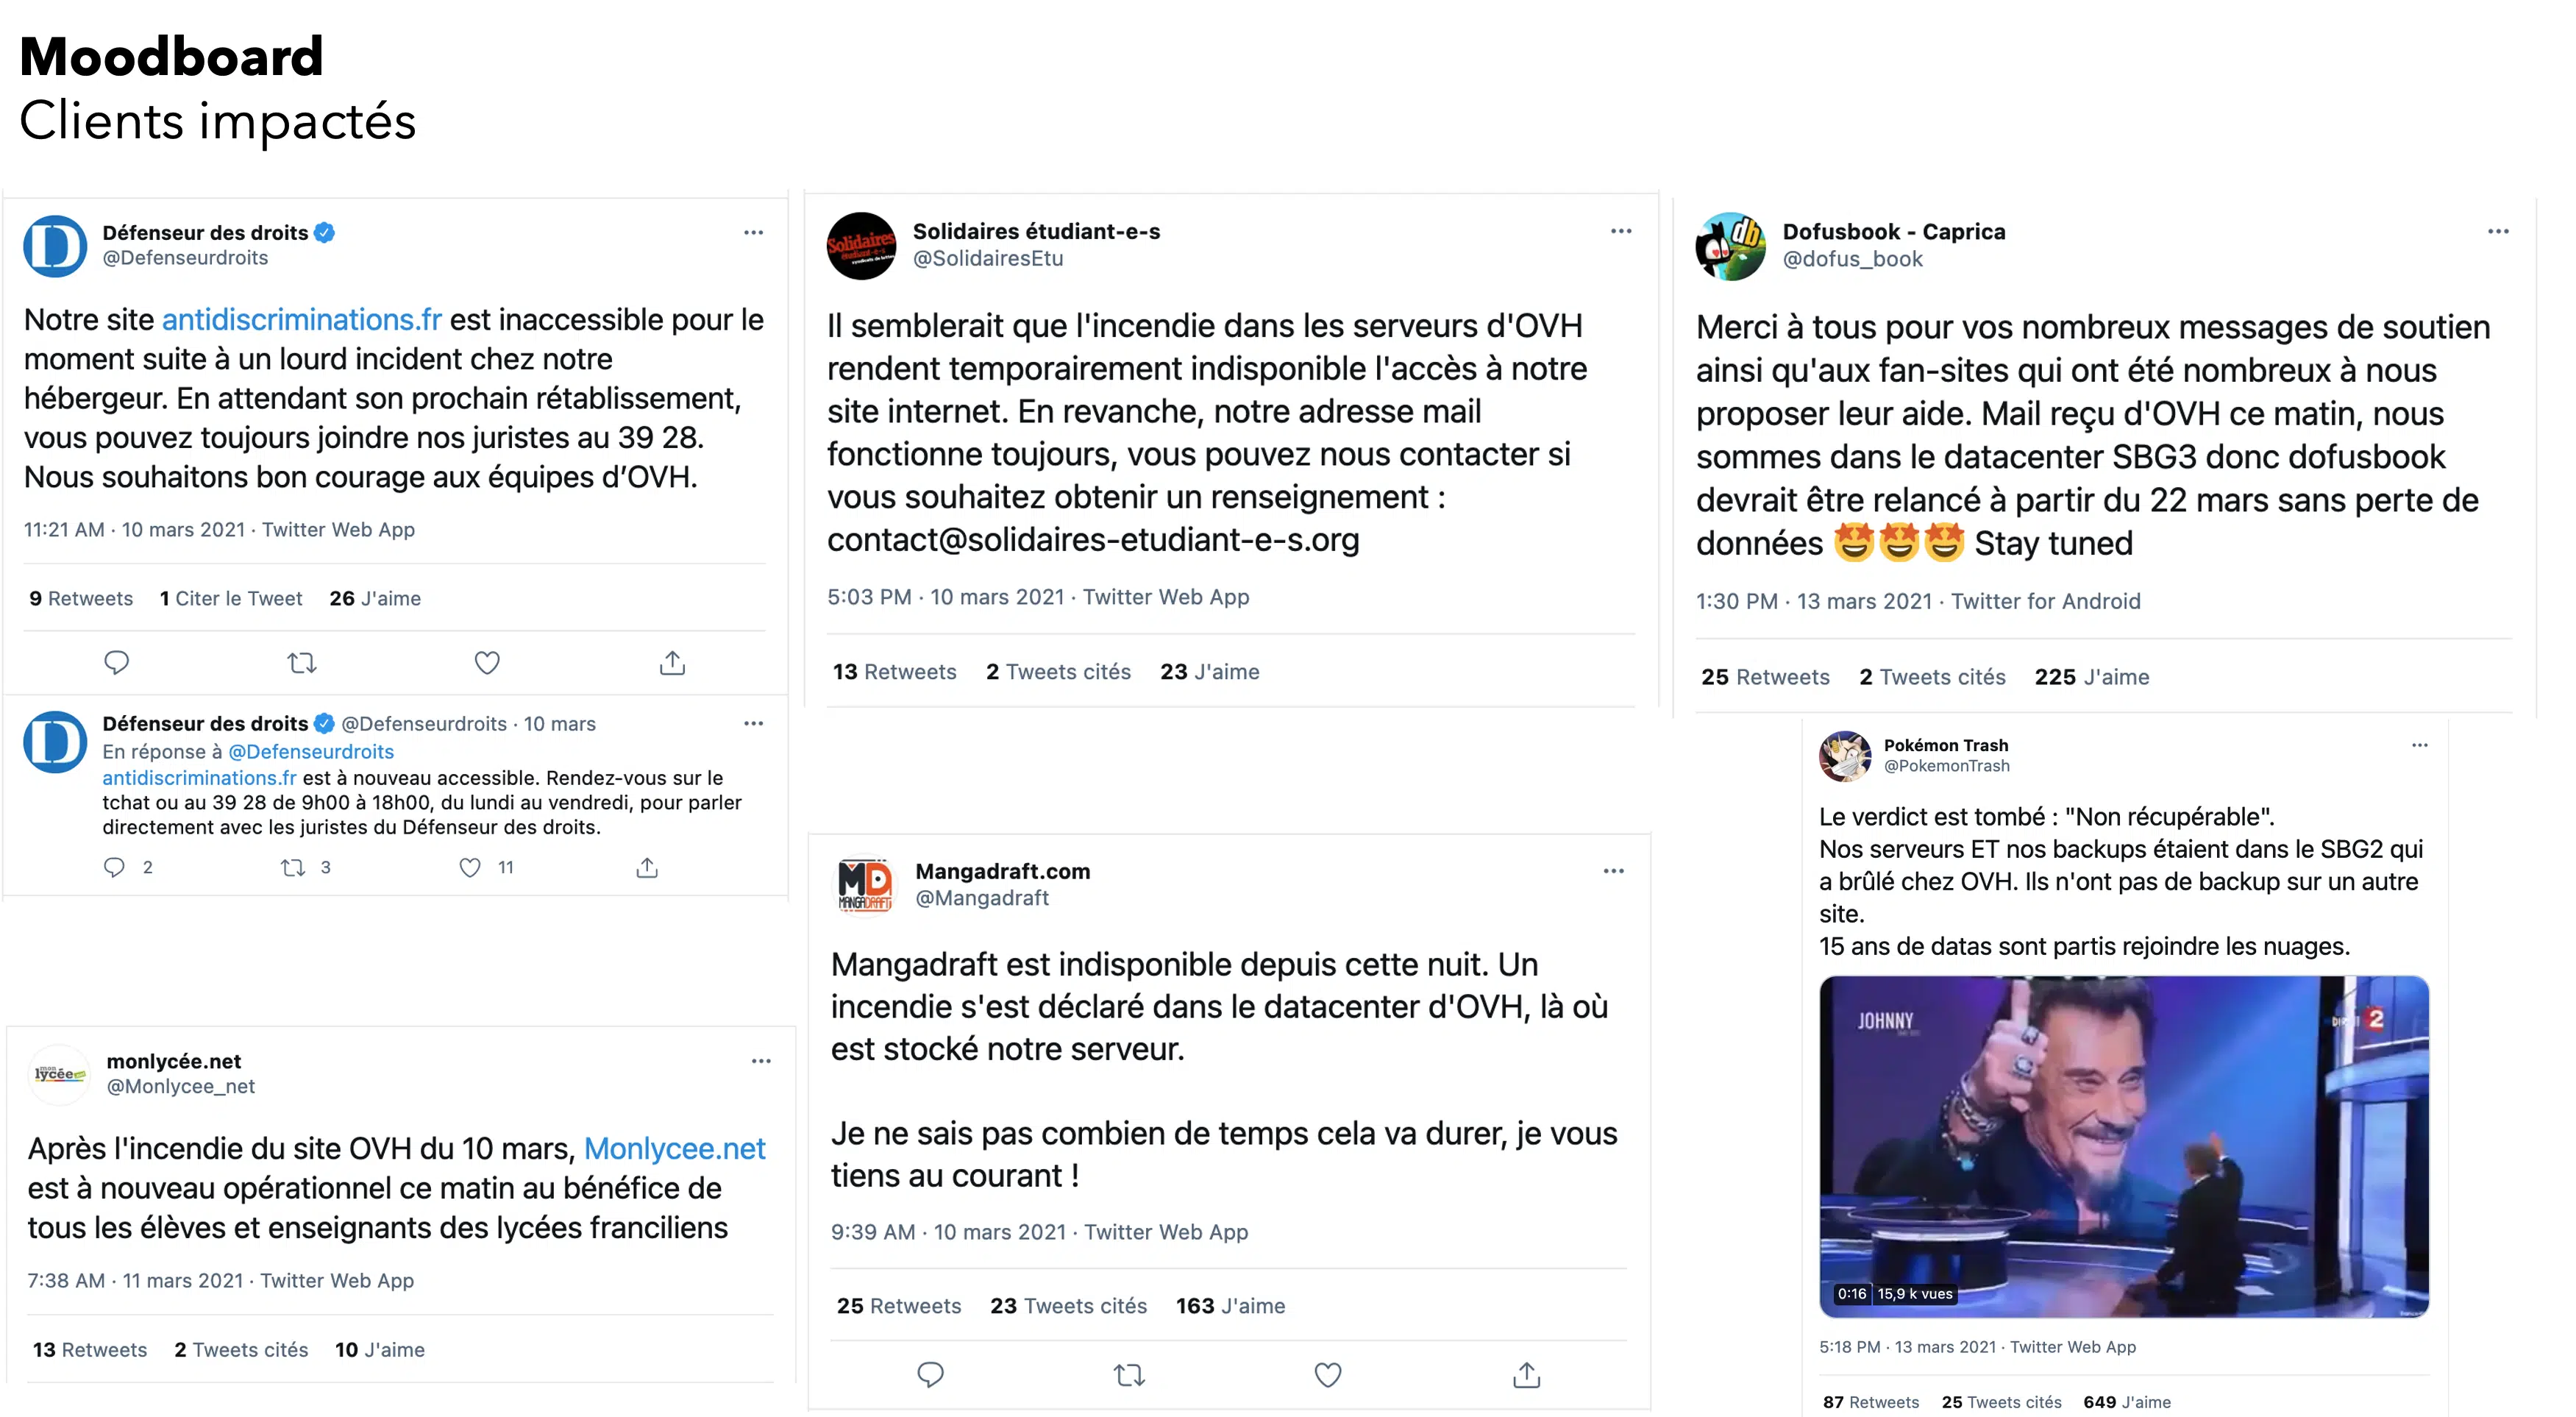 Moodboard
Clients impactés
Défenseur des droits
@Defenseurdroits
Notre site antidiscriminations.fr est inaccessible pour le
moment suite à un lourd incident chez notre
hébergeur. En attendant son prochain rétablissement,
vous pouvez toujours joindre nos juristes au 39 28.
Nous souhaitons bon courage aux équipes d’OVH.
11:21 AM · 10 mars 2021 · Twitter Web App
9 Retweets 1 Citer le Tweet 26 J'aime
Défenseur des droits @Defenseurdroits · 10 mars
En réponse à @Defenseurdroits
antidiscriminations.fr est à nouveau accessible. Rendez-vous sur le
tchat ou au 39 28 de 9h00 à 18h00, du lundi au vendredi, pour parler
directement avec les juristes du Défenseur des droits.
2 3 11
mon
lycée
monlycée.net
@Monlycee_net
Après l'incendie du site OVH du 10 mars, Monlycee.net
est à nouveau opérationnel ce matin au bénéfice de
tous les élèves et enseignants des lycées franciliens
7:38 AM · 11 mars 2021 · Twitter Web App
13 Retweets 2 Tweets cités 10 J'aime
Solidaires
Solidaires étudiant-e-s
@SolidairesEtu
Il semblerait que l'incendie dans les serveurs d'OVH
rendent temporairement indisponible l'accès à notre
site internet. En revanche, notre adresse mail
fonctionne toujours, vous pouvez nous contacter si
vous souhaitez obtenir un renseignement :
contact@solidaires-etudiant-e-s.org
5:03 PM · 10 mars 2021 · Twitter Web App
13 Retweets 2 Tweets cités 23 J'aime
MD
MANGADRAFT
Mangadraft.com
@Mangadraft
Mangadraft est indisponible depuis cette nuit. Un
incendie s'est déclaré dans le datacenter d'OVH, là où
est stocké notre serveur.
Je ne sais pas combien de temps cela va durer, je vous
tiens au courant !
9:39 AM · 10 mars 2021 · Twitter Web App
25 Retweets 23 Tweets cités 163 J'aime
db
Dofusbook - Caprica
@dofus_book
Merci à tous pour vos nombreux messages de soutien
ainsi qu'aux fan-sites qui ont été nombreux à nous
proposer leur aide. Mail reçu d'OVH ce matin, nous
sommes dans le datacenter SBG3 donc dofusbook
devrait être relancé à partir du 22 mars sans perte de
données 🤩🤩🤩 Stay tuned
1:30 PM · 13 mars 2021 · Twitter for Android
25 Retweets 2 Tweets cités 225 J'aime
Pokémon Trash
@PokemonTrash
Le verdict est tombé : "Non récupérable".
Nos serveurs ET nos backups étaient dans le SBG2 qui
a brûlé chez OVH. Ils n'ont pas de backup sur un autre
site.
15 ans de datas sont partis rejoindre les nuages.
JOHNNY
2
0:16 15,9 k vues
5:18 PM · 13 mars 2021 · Twitter Web App
87 Retweets 25 Tweets cités 649 J'aime